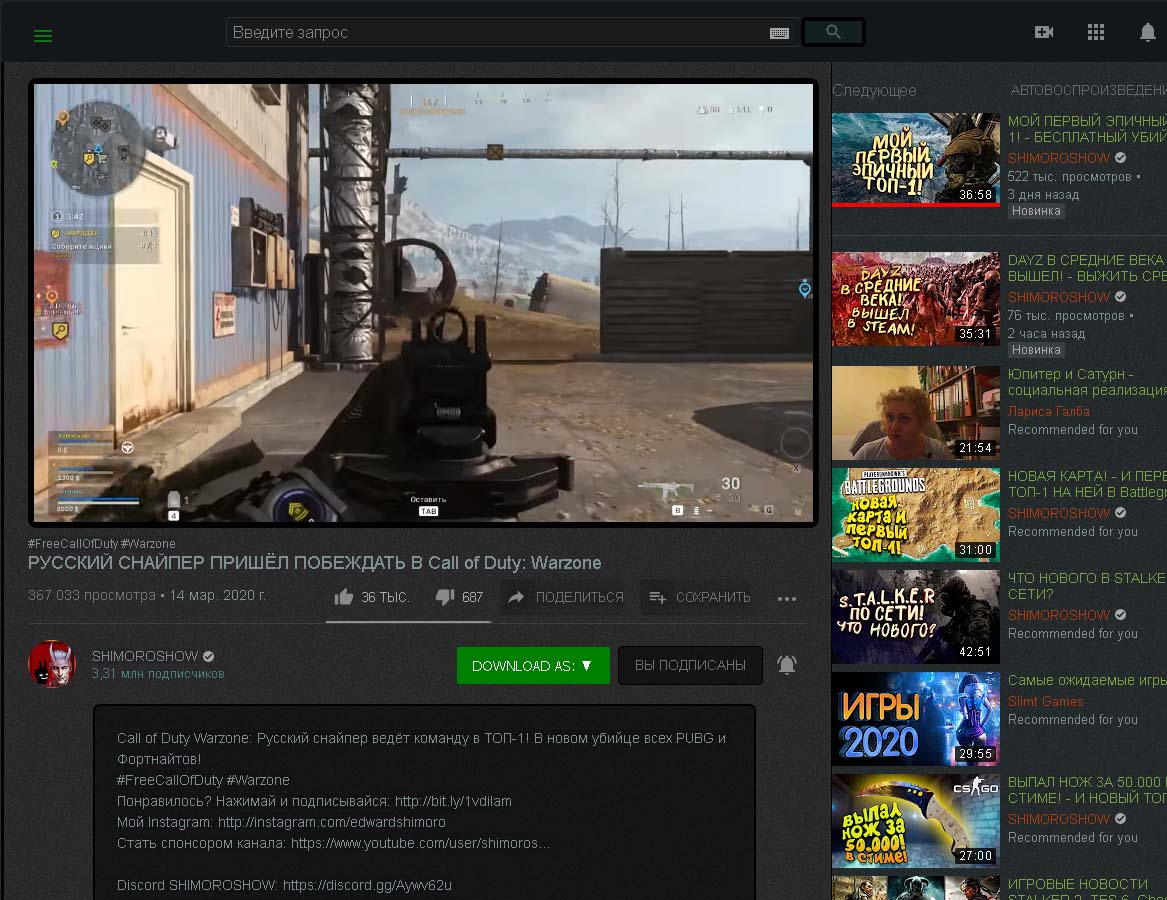 Введите запрос
3:42
МАРОДЕР
Соберите ящики
0 $
1300 $
2000 $
1
4
Оставить
TAB
X
30
B
Q
#FreeCallOfDuty #Warzone
РУССКИЙ СНАЙПЕР ПРИШЁЛ ПОБЕЖДАТЬ В Call of Duty: Warzone
367 033 просмотра • 14 мар. 2020 г.
36 ТЫС.
687
ПОДЕЛИТЬСЯ
СОХРАНИТЬ
SHIMOROSHOW
3,31 млн подписчиков
DOWNLOAD AS: ▼
ВЫ ПОДПИСАНЫ
Call of Duty Warzone: Русский снайпер ведёт команду в ТОП-1! В новом убийце всех PUBG и
Фортнайтов!
#FreeCallOfDuty #Warzone
Понравилось? Нажимай и подписывайся: http://bit.ly/1vdilam
Мой Instagram: http://instagram.com/edwardshimoro
Стать спонсором канала: https://www.youtube.com/user/shimoros...
Discord SHIMOROSHOW: https://discord.gg/Aywv62u
Следующее
АВТОВОСПРОИЗВЕДЕНИ
МОЙ
ПЕРВЫЙ
ЭПИЧНЫЙ
ТОП-1!
36:58
МОЙ ПЕРВЫЙ ЭПИЧНЫЙ
1! - БЕСПЛАТНЫЙ УБИЙ
SHIMOROSHOW
522 тыс. просмотров •
3 дня назад
Новинка
DAYZ
В СРЕДНИЕ
ВЕКА!
ВЫШЕЛ
В STEAM!
35:31
DAYZ В СРЕДНИЕ ВЕКА
ВЫШЕЛ! - ВЫЖИТЬ СРЕ
SHIMOROSHOW
76 тыс. просмотров •
2 часа назад
Новинка
21:54
Юпитер и Сатурн -
социальная реализация
Лариса Галба
Recommended for you
PLAYERUNKNOWN'S
BATTLEGROUNDS
НОВАЯ
КАРТА И
ПЕРВЫЙ
ТОП-1!
31:00
НОВАЯ КАРТА! - И ПЕРВ
ТОП-1 НА НЕЙ В Battlegr
SHIMOROSHOW
Recommended for you
S.T.A.L.K.E.R
ПО СЕТИ!
ЧТО НОВОГО?
42:51
ЧТО НОВОГО В STALKE
СЕТИ?
SHIMOROSHOW
Recommended for you
ИГРЫ
2020
29:55
Самые ожидаемые игры
Slimt Games
Recommended for you
CS GO
ВЫПАЛ
НОЖ ЗА
50.000!
В СТИМЕ!
27:00
ВЫПАЛ НОЖ ЗА 50.000
СТИМЕ! - И НОВЫЙ ТОП
SHIMOROSHOW
Recommended for you
ИГРОВЫЕ НОВОСТИ